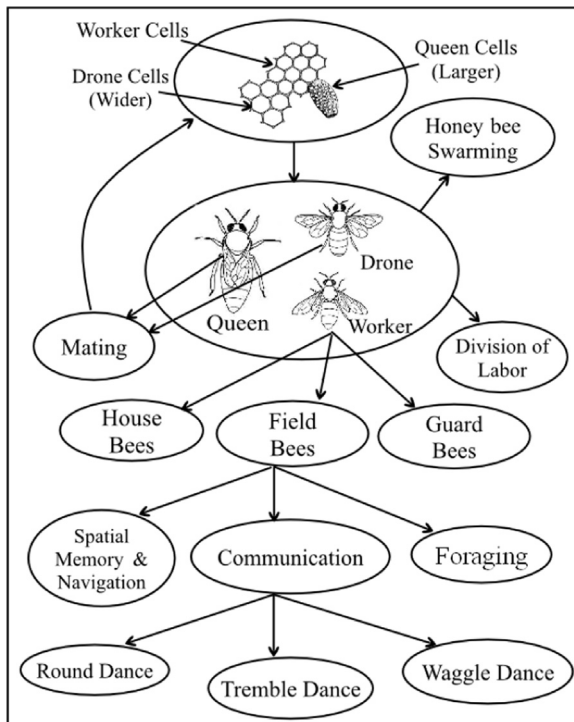 Worker Cells
Drone Cells
(Wider)
Queen Cells
(Larger)
Honey bee
Swarming
Drone
Queen
Worker
Mating
Division of
Labor
House
Bees
Field
Bees
Guard
Bees
Spatial
Memory &
Navigation
Communication
Foraging
Round Dance
Tremble Dance
Waggle Dance